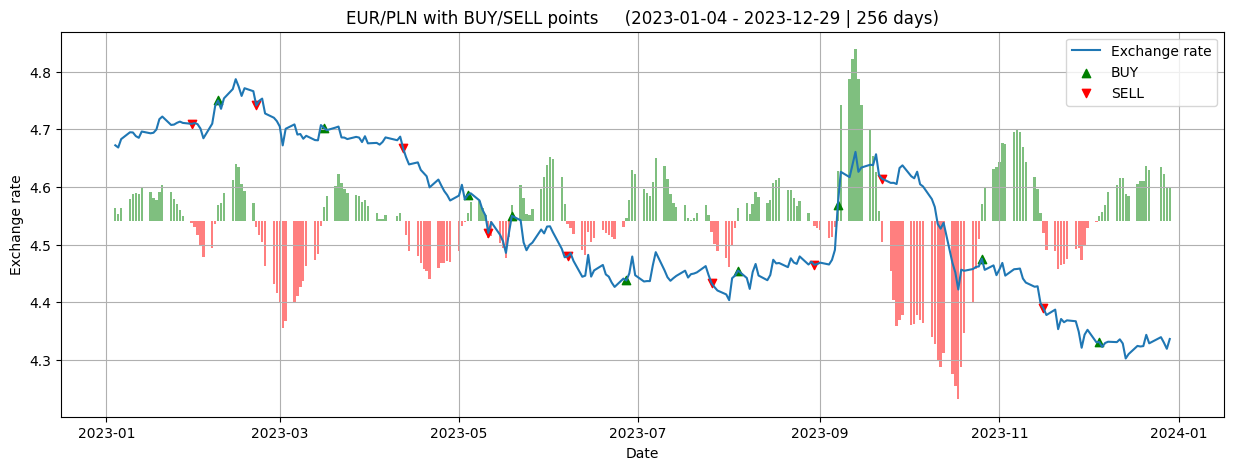 EUR/PLN with BUY/SELL points     (2023-01-04 - 2023-12-29 | 256 days)
Exchange rate
BUY
SELL
4.8
4.7
4.6
4.5
4.4
4.3
Exchange rate
2023-01
2023-03
2023-05
2023-07
2023-09
2023-11
2024-01
Date